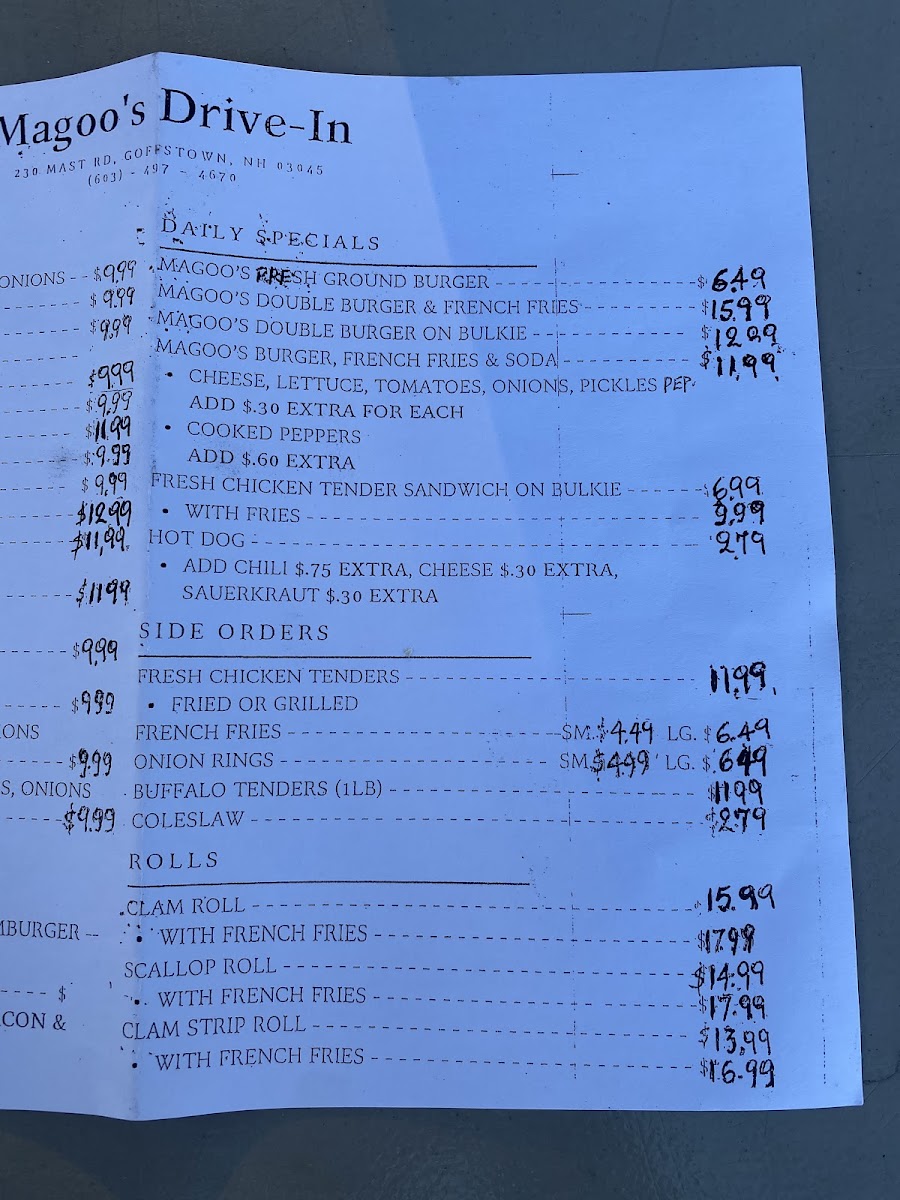 Magoo's Drive-In
230 MAST RD, GOFFSTOWN, NH 03045
(603) - 497 - 4670
ONIONS -- $9.99
$ 9.99
$9.99
$9.99
$9.99
$11.99
$9.99
$ 9.99
$12.99
$11,99
$11.99
$9.99
$9.99
IONS
$9.99
S, ONIONS
$9.99
MBURGER --
---- $
CON &
DAILY SPECIALS
MAGOO'S FRESH GROUND BURGER ---- $ 6.49
MAGOO'S DOUBLE BURGER & FRENCH FRIES ---- $15.99
MAGOO'S DOUBLE BURGER ON BULKIE ---- $ 12.99
MAGOO'S BURGER, FRENCH FRIES & SODA ---- $11,99
• CHEESE, LETTUCE, TOMATOES, ONIONS, PICKLES PEP.
ADD $.30 EXTRA FOR EACH
• COOKED PEPPERS
ADD $.60 EXTRA
FRESH CHICKEN TENDER SANDWICH ON BULKIE ---- $6.99
• WITH FRIES ---- 9.99
HOT DOG ---- 2.79
• ADD CHILI $.75 EXTRA, CHEESE $.30 EXTRA,
SAUERKRAUT $.30 EXTRA
SIDE ORDERS
FRESH CHICKEN TENDERS ---- 11.99
• FRIED OR GRILLED
FRENCH FRIES ---- SM.$4.49 LG. $6.49
ONION RINGS ---- SM.$4.99 LG. $.649
BUFFALO TENDERS (1LB) ---- $11.99
COLESLAW ---- $2.79
ROLLS
CLAM ROLL ---- $15.99
• WITH FRENCH FRIES ---- $17.99
SCALLOP ROLL ---- $14.99
• WITH FRENCH FRIES ---- $17.99
CLAM STRIP ROLL ---- $13.99
• WITH FRENCH FRIES ---- $16.99